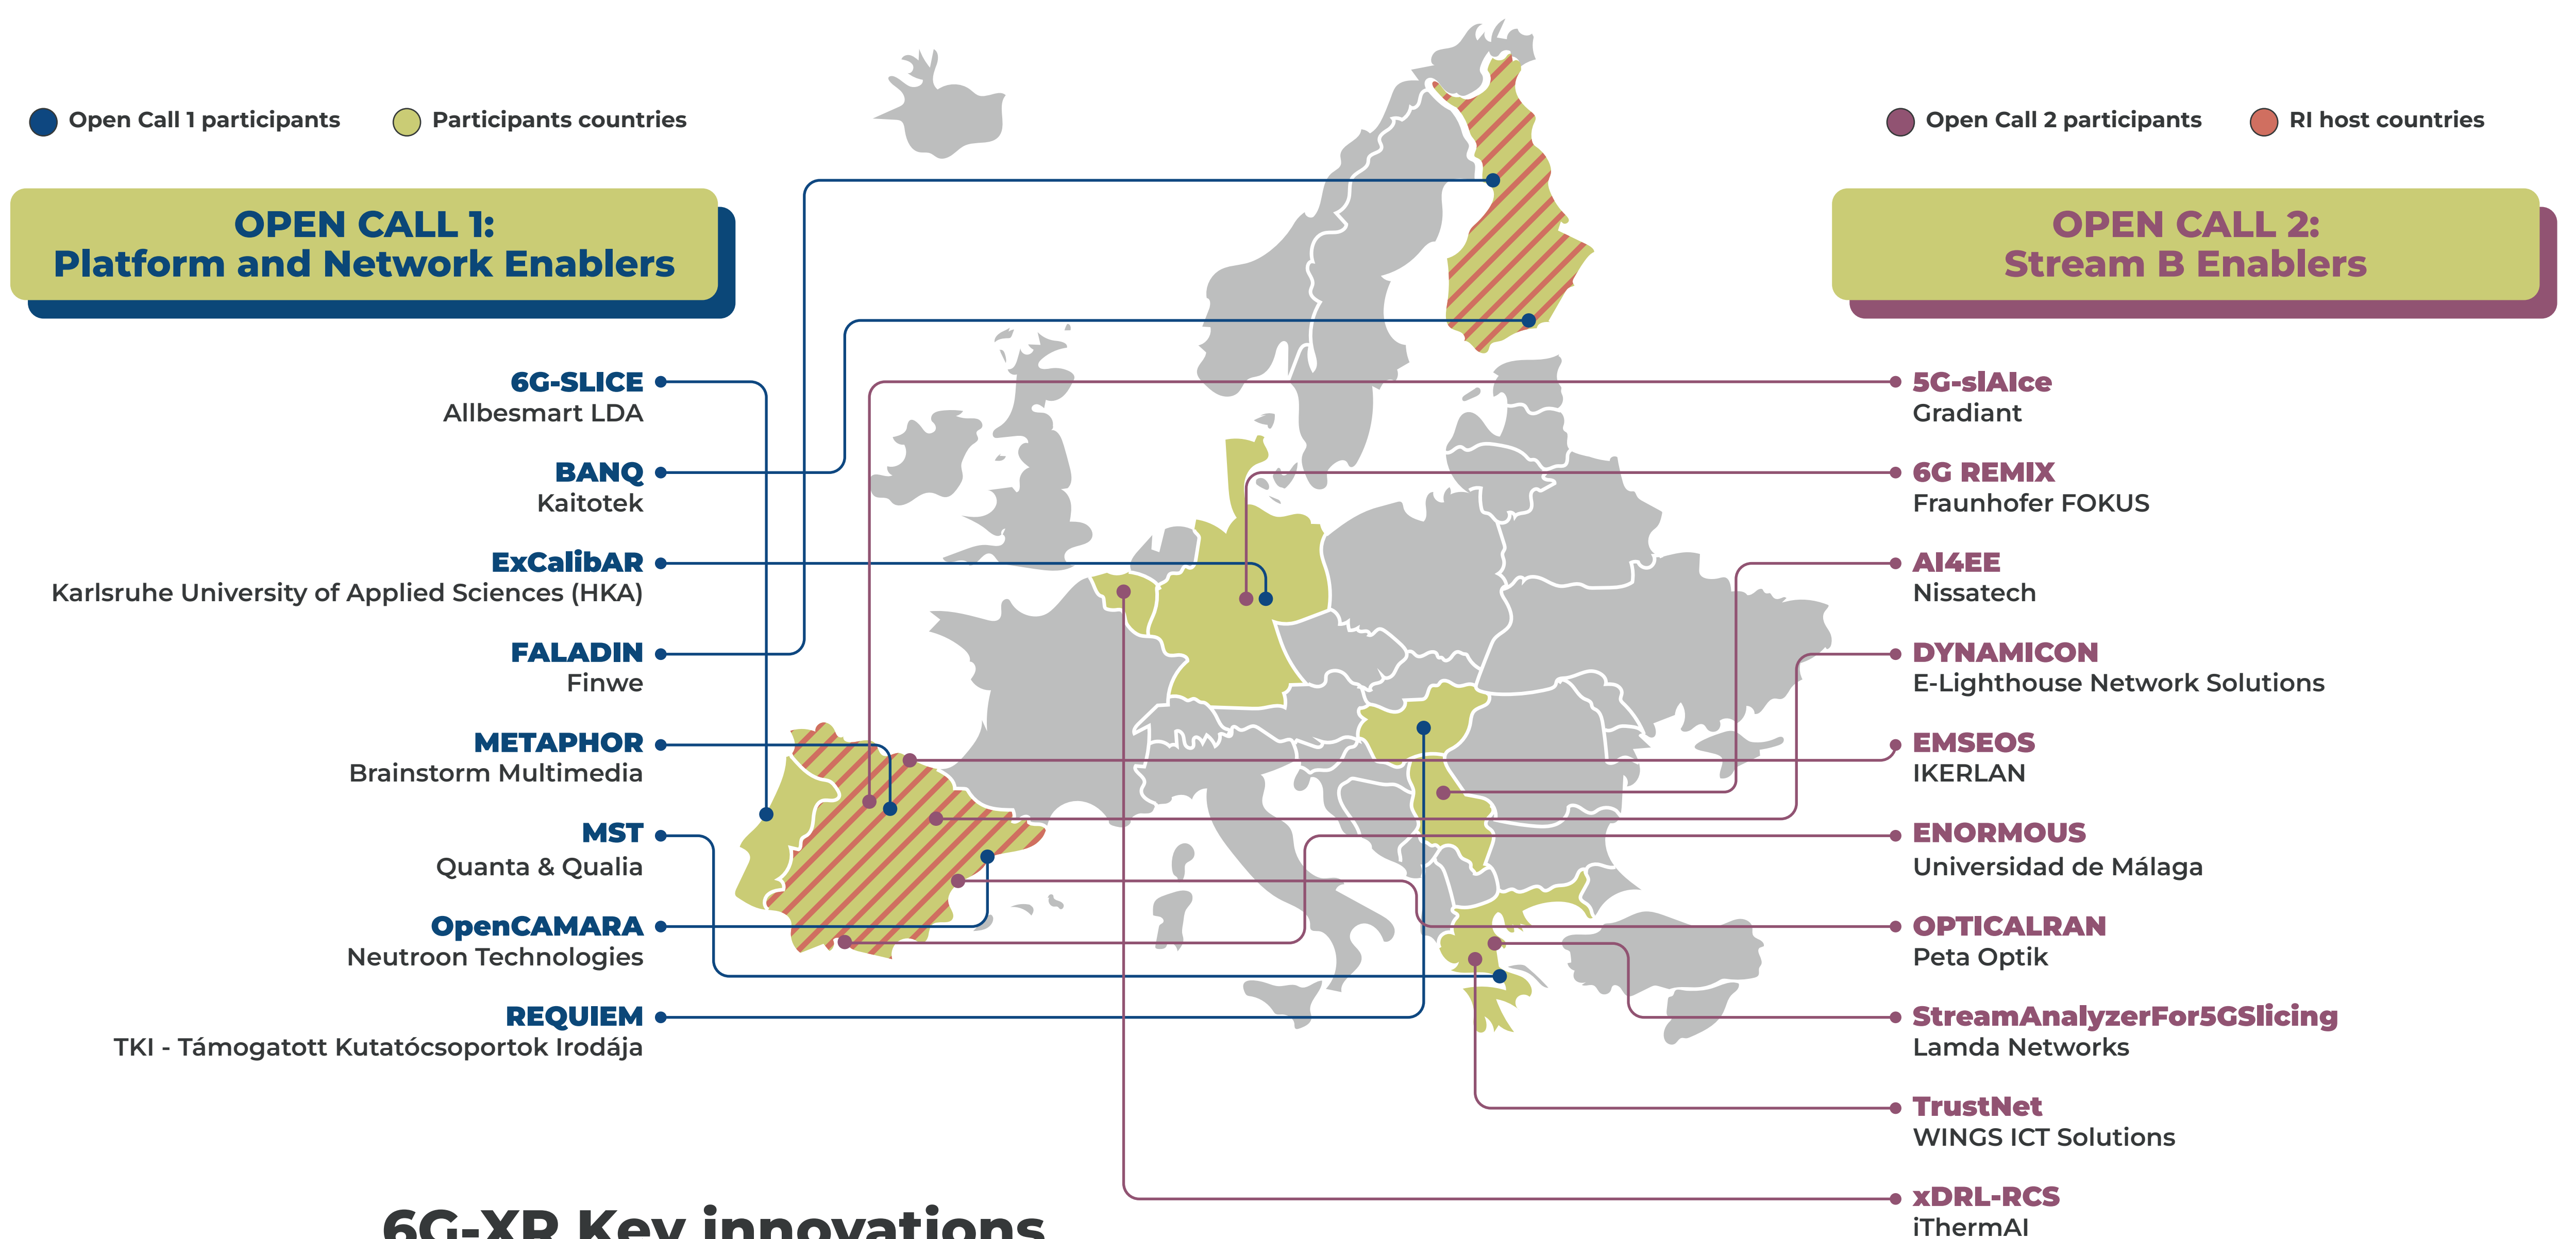 Open Call 1 participants
Participants countries
Open Call 2 participants
RI host countries
OPEN CALL 1:
Platform and Network Enablers
6G-SLICE
Allbesmart LDA
BANQ
Kaitotek
ExCalibAR
Karlsruhe University of Applied Sciences (HKA)
FALADIN
Finwe
METAPHOR
Brainstorm Multimedia
MST
Quanta & Qualia
OpenCAMARA
Neutroon Technologies
REQUIEM
TKI - Támogatott Kutatócsoportok Irodája
OPEN CALL 2:
Stream B Enablers
5G-slAIce
Gradiant
6G REMIX
Fraunhofer FOKUS
AI4EE
Nissatech
DYNAMICON
E-Lighthouse Network Solutions
EMSEOS
IKERLAN
ENORMOUS
Universidad de Málaga
OPTICALRAN
Peta Optik
StreamAnalyzerFor5GSlicing
Lamda Networks
TrustNet
WINGS ICT Solutions
xDRL-RCS
iThermAI
6G-XR Key innovations